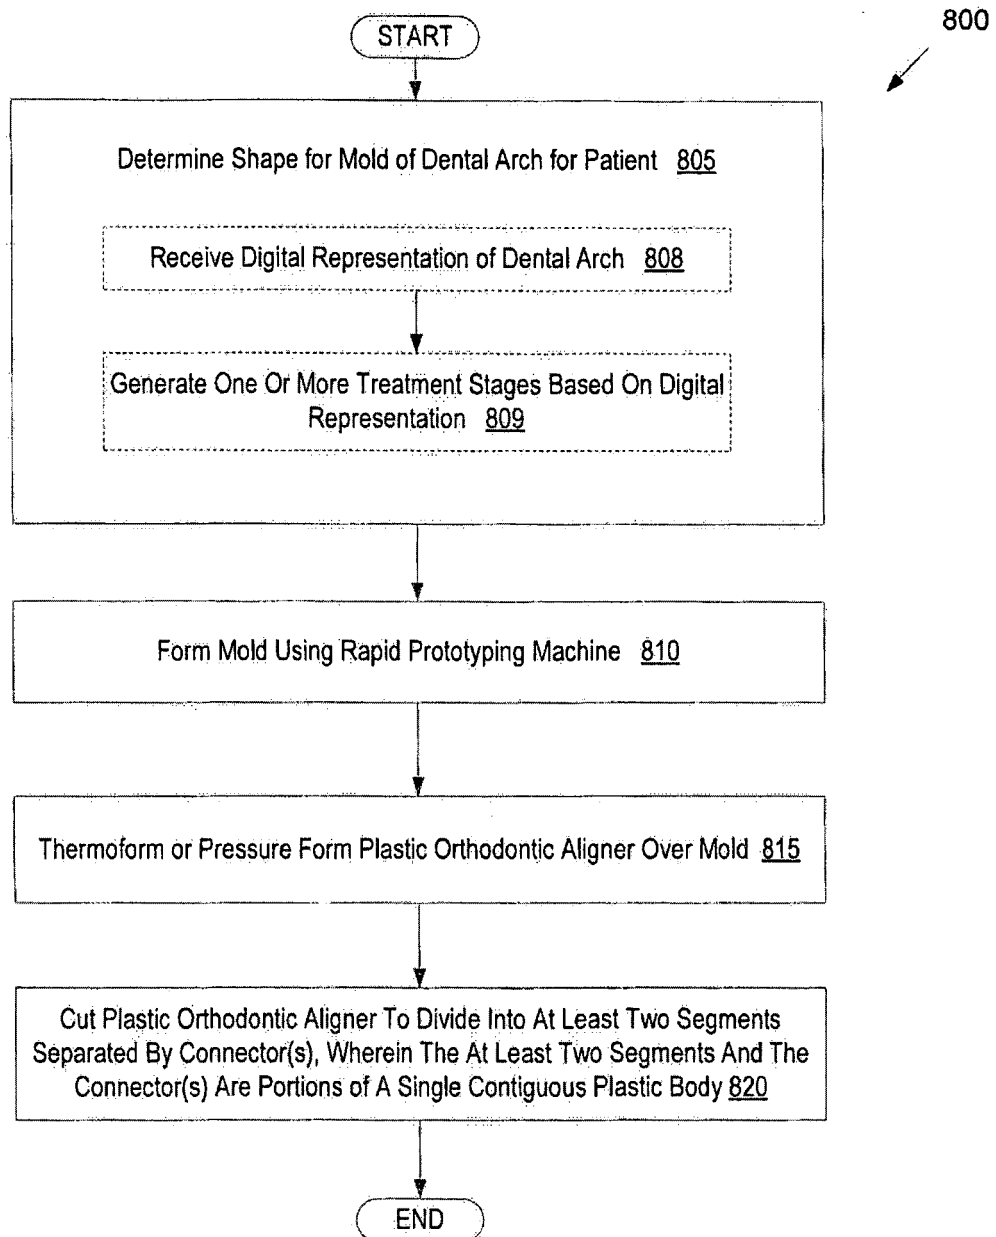 800
START
Determine Shape for Mold of Dental Arch for Patient 805
Receive Digital Representation of Dental Arch 808
Generate One Or More Treatment Stages Based On Digital
Representation 809
Form Mold Using Rapid Prototyping Machine 810
Thermoform or Pressure Form Plastic Orthodontic Aligner Over Mold 815
Cut Plastic Orthodontic Aligner To Divide Into At Least Two Segments
Separated By Connector(s), Wherein The At Least Two Segments And The
Connector(s) Are Portions of A Single Contiguous Plastic Body 820
END